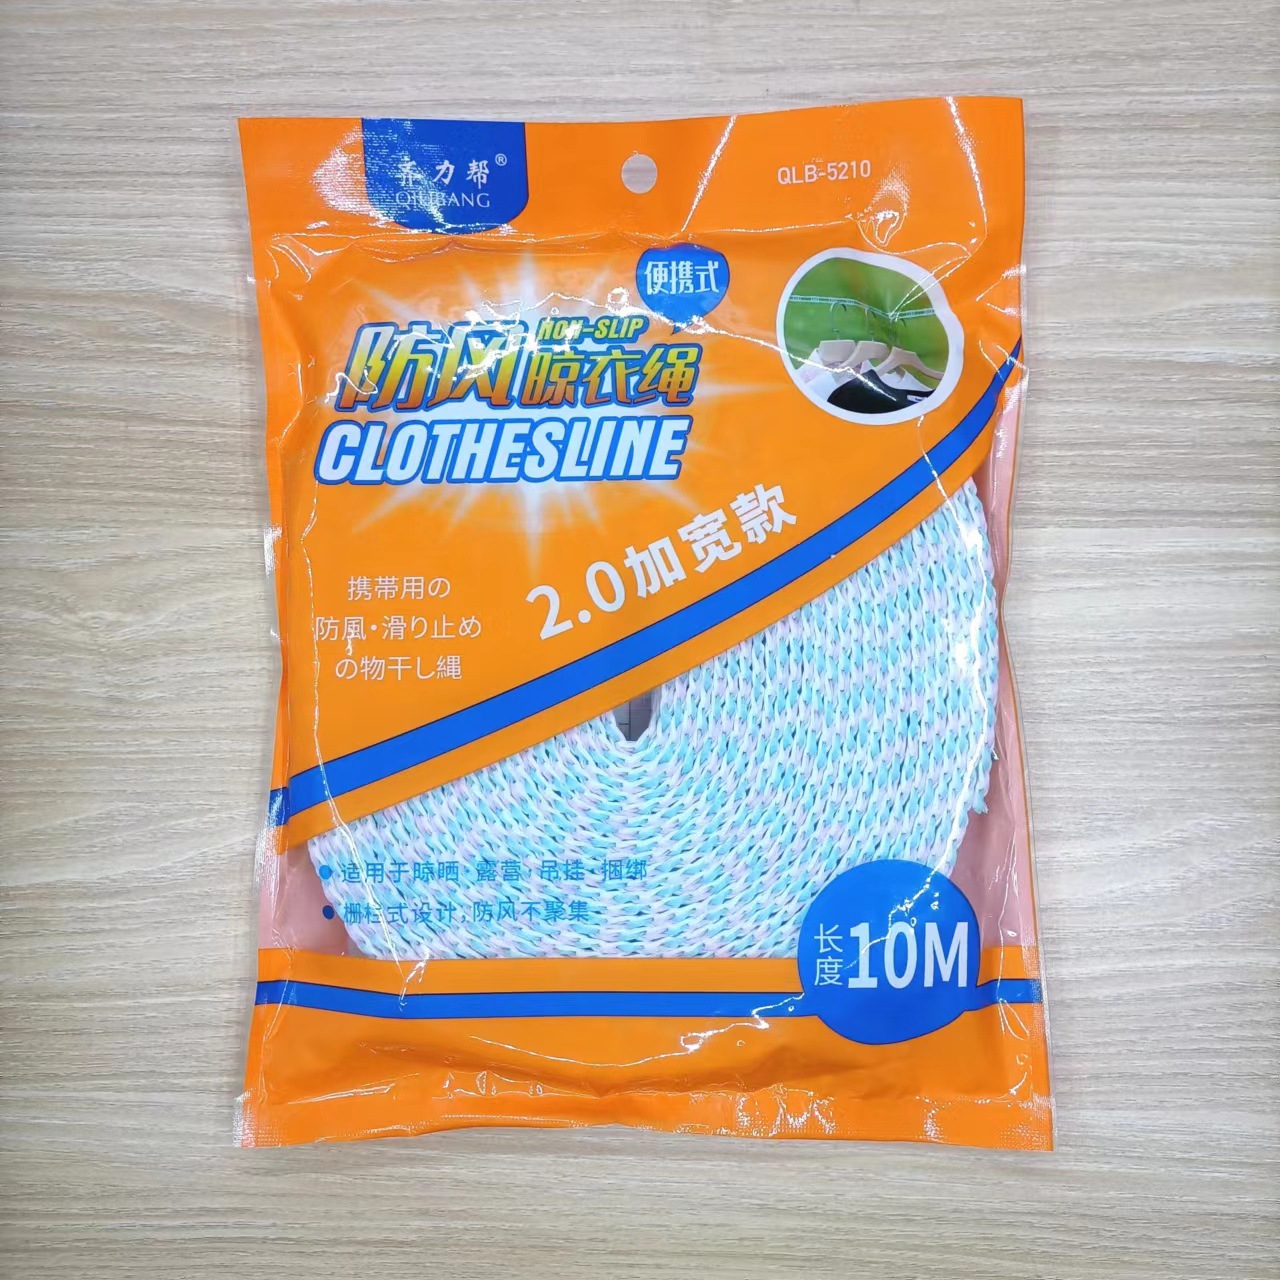 齐力帮®
QILIBANG
QLB-5210
便携式
NON-SLIP
防风晾衣绳
CLOTHESLINE
2.0加宽款
携帯用の
防風・滑り止め
の物干し縄
适用于晾晒·露营,吊挂·捆绑
栅栏式设计,防风不聚集
长度10M